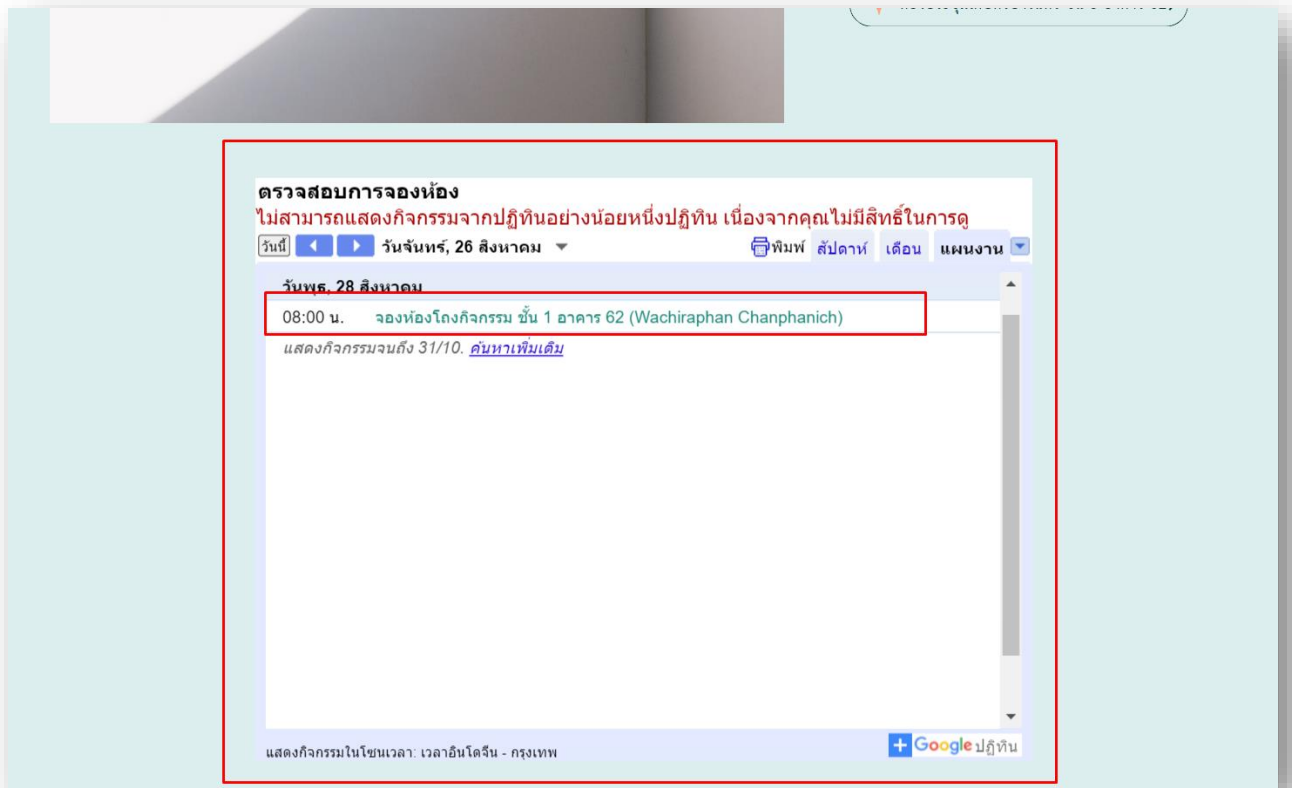 ตรวจสอบการจองห้อง
ไม่สามารถแสดงกิจกรรมจากปฏิทินอย่างน้อยหนึ่งปฏิทิน เนื่องจากคุณไม่มีสิทธิ์ในการดู
วันนี้ วันจันทร์, 26 สิงหาคม พิมพ์ สัปดาห์ เดือน แผนงาน
วันพุธ, 28 สิงหาคม
08:00 น. จองห้องโถงกิจกรรม ชั้น 1 อาคาร 62 (Wachiraphan Chanphanich)
แสดงกิจกรรมจนถึง 31/10. ค้นหาเพิ่มเติม
แสดงกิจกรรมในโซนเวลา: เวลาอินโดจีน - กรุงเทพ
Google ปฏิทิน